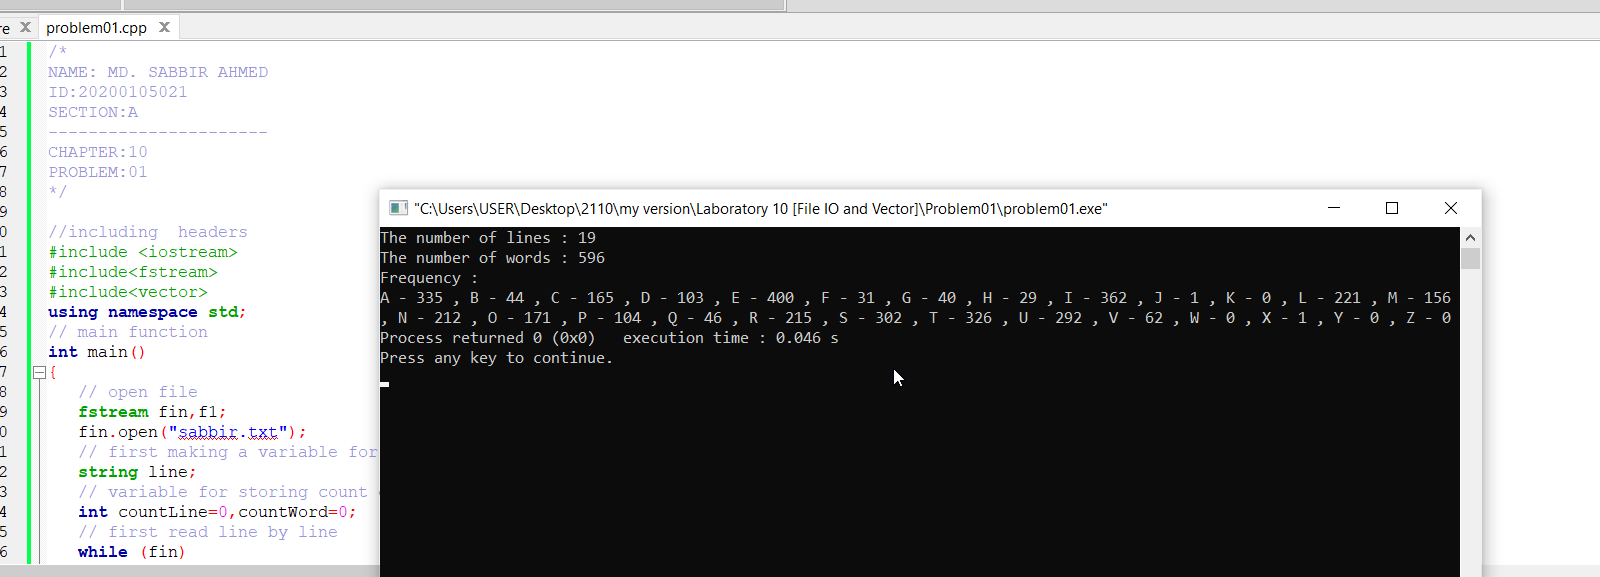 re X problem01.cpp X
1 /*
2 NAME: MD. SABBIR AHMED
3 ID:20200105021
4 SECTION:A
5 ----------------------
6 CHAPTER:10
7 PROBLEM:01
8 */
9
0 //including  headers
1 #include <iostream>
2 #include<fstream>
3 #include<vector>
4 using namespace std;
5 // main function
6 int main()
7 {
8 // open file
9 fstream fin,f1;
0 fin.open("sabbir.txt");
1 // first making a variable for
2 string line;
3 // variable for storing count
4 int countLine=0,countWord=0;
5 // first read line by line
6 while (fin)
"C:\Users\USER\Desktop\2110\my version\Laboratory 10 [File IO and Vector]\Problem01\problem01.exe"
The number of lines : 19
The number of words : 596
Frequency :
A - 335 , B - 44 , C - 165 , D - 103 , E - 400 , F - 31 , G - 40 , H - 29 , I - 362 , J - 1 , K - 0 , L - 221 , M - 156
, N - 212 , O - 171 , P - 104 , Q - 46 , R - 215 , S - 302 , T - 326 , U - 292 , V - 62 , W - 0 , X - 1 , Y - 0 , Z - 0
Process returned 0 (0x0)   execution time : 0.046 s
Press any key to continue.